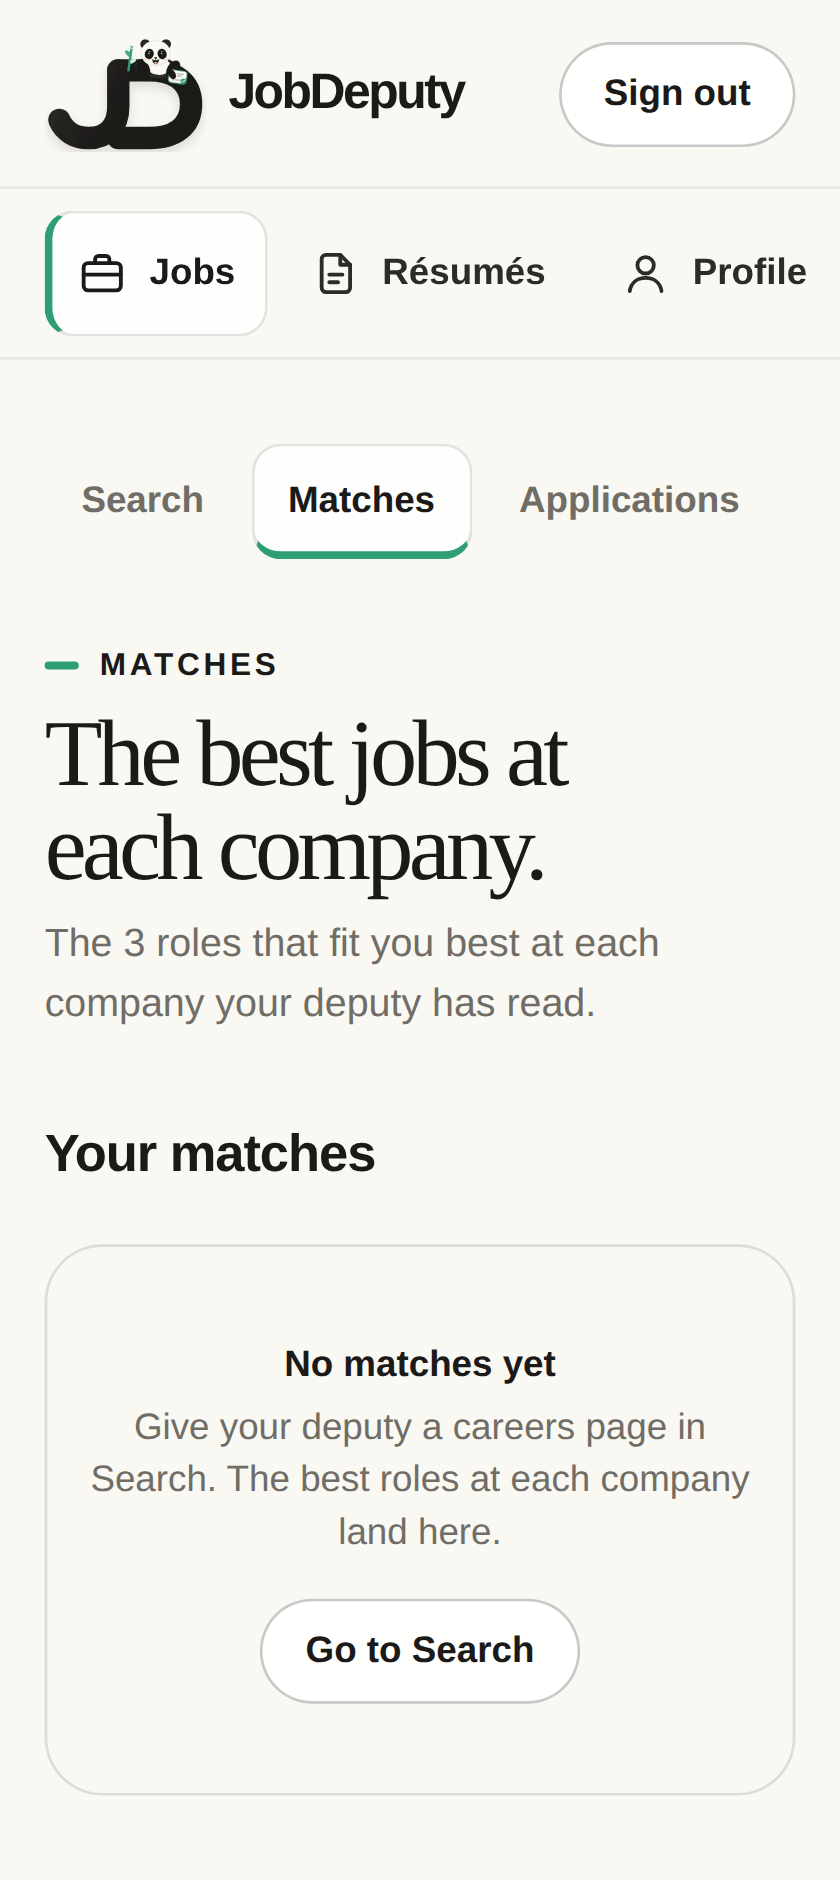 JobDeputy
Sign out
Jobs
Résumés
Profile
Search
Matches
Applications
MATCHES
The best jobs at
each company.
The 3 roles that fit you best at each
company your deputy has read.
Your matches
No matches yet
Give your deputy a careers page in
Search. The best roles at each company
land here.
Go to Search